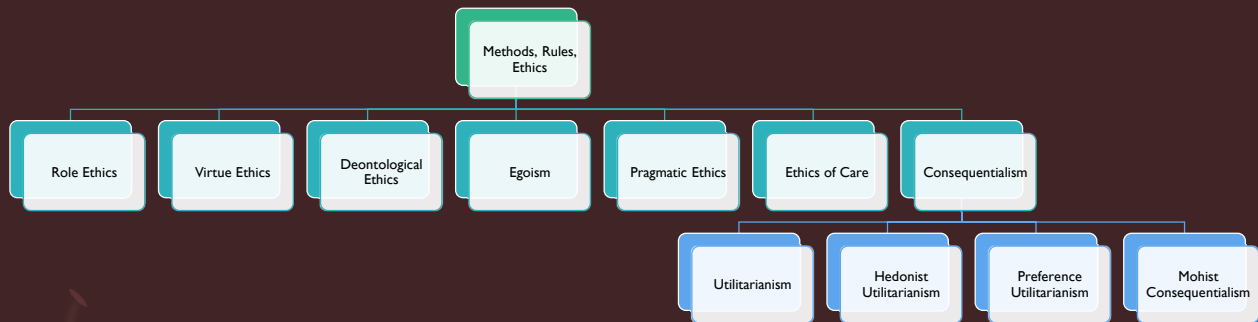 Methods, Rules,
Ethics
Role Ethics
Virtue Ethics
Deontological
Ethics
Egoism
Pragmatic Ethics
Ethics of Care
Consequentialism
Utilitarianism
Hedonist
Utilitarianism
Preference
Utilitarianism
Mohist
Consequentialism